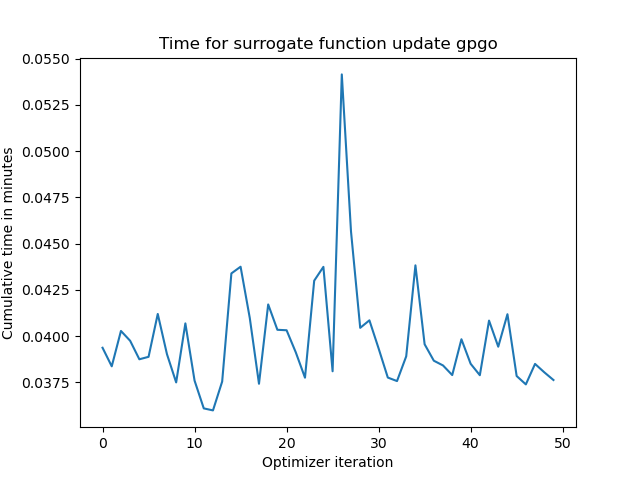 Time for surrogate function update gpgo
Cumulative time in minutes
0.0550
0.0525
0.0500
0.0475
0.0450
0.0425
0.0400
0.0375
0 10 20 30 40 50
Optimizer iteration